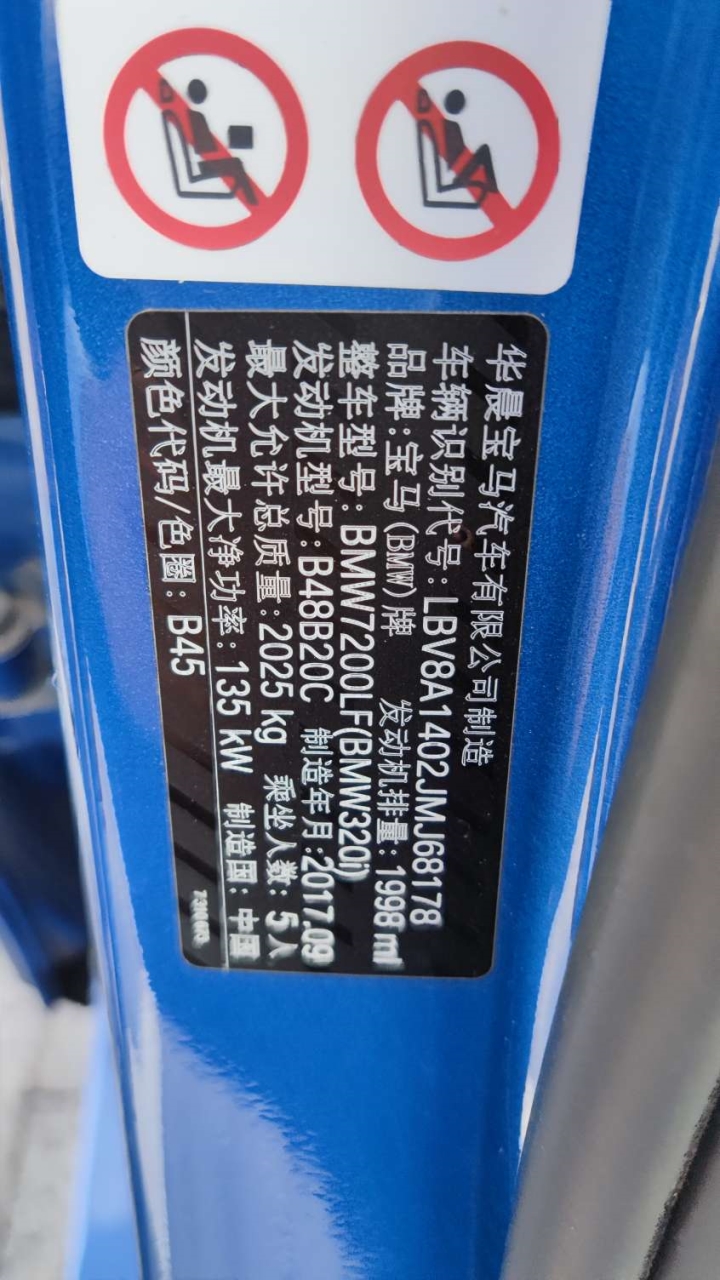 华晨宝马汽车有限公司制造
车辆识别代号: LBV8A1402JMJ68178
品牌: 宝马(BMW)牌 发动机排量: 1998 ml
整车型号: BMW7200LF(BMW320i)
发动机型号: B48B20C 制造年月: 2017.09
最大允许总质量: 2025 kg 乘坐人数: 5人
发动机最大净功率: 135 kW 制造国: 中国
颜色代码/色圈: B45